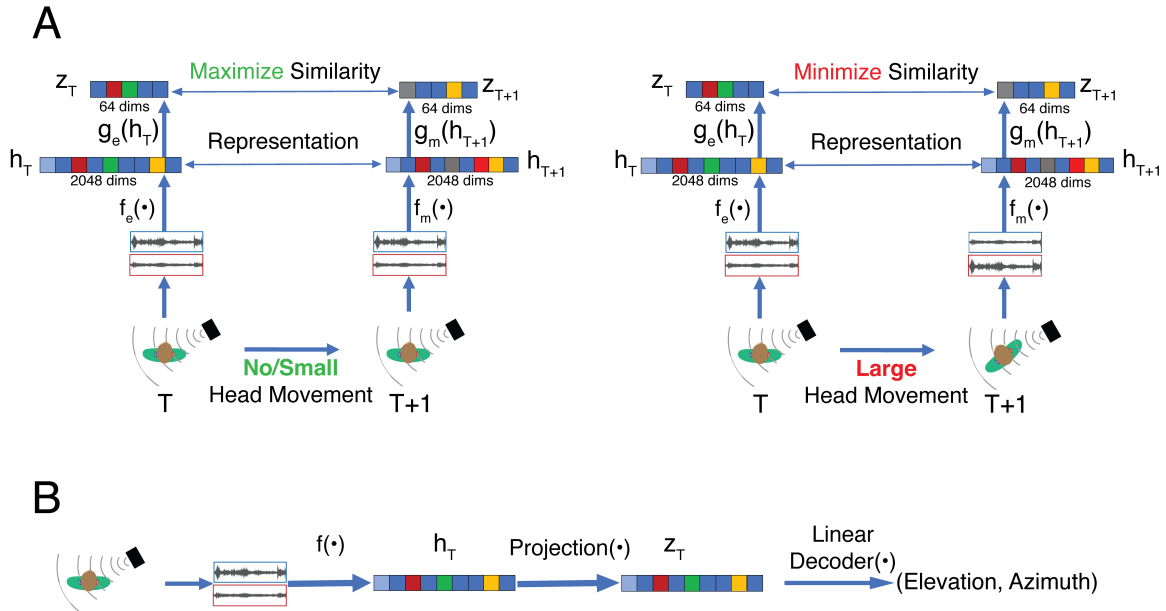 A
z_T
Maximize Similarity
z_T+1
64 dims
64 dims
g_e(h_T)
g_m(h_T+1)
h_T
Representation
h_T+1
2048 dims
2048 dims
f_e(•)
f_m(•)
No/Small
Head Movement
T
T+1
z_T
Minimize Similarity
z_T+1
64 dims
64 dims
g_e(h_T)
g_m(h_T+1)
h_T
Representation
h_T+1
2048 dims
2048 dims
f_e(•)
f_m(•)
Large
Head Movement
T
T+1
B
f(•)
h_T
Projection(•)
z_T
Linear
Decoder(•)
(Elevation, Azimuth)